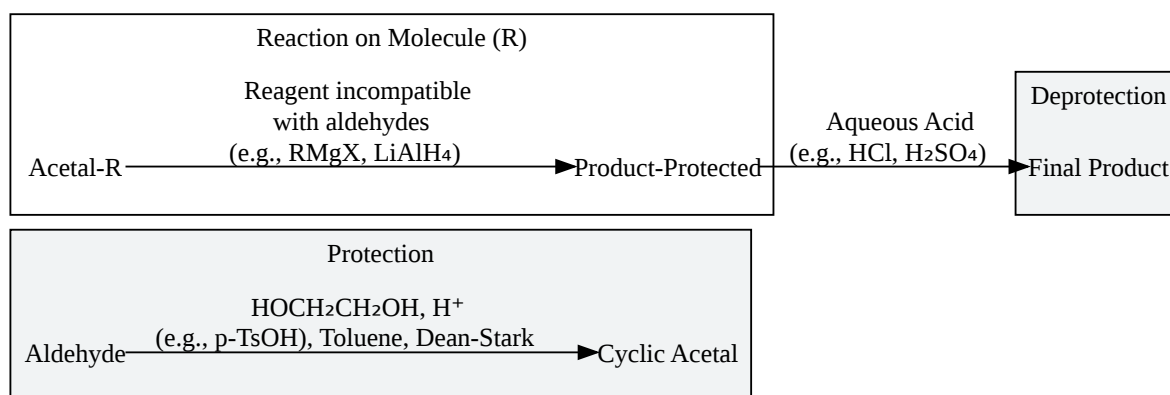 Reaction on Molecule (R)
Reagent incompatible
with aldehydes
(e.g., RMgX, LiAlH₄)
Acetal-R
Product-Protected
Aqueous Acid
(e.g., HCl, H₂SO₄)
Deprotection
Final Product
Protection
HOCH₂CH₂OH, H⁺
(e.g., p-TsOH), Toluene, Dean-Stark
Aldehyde
Cyclic Acetal